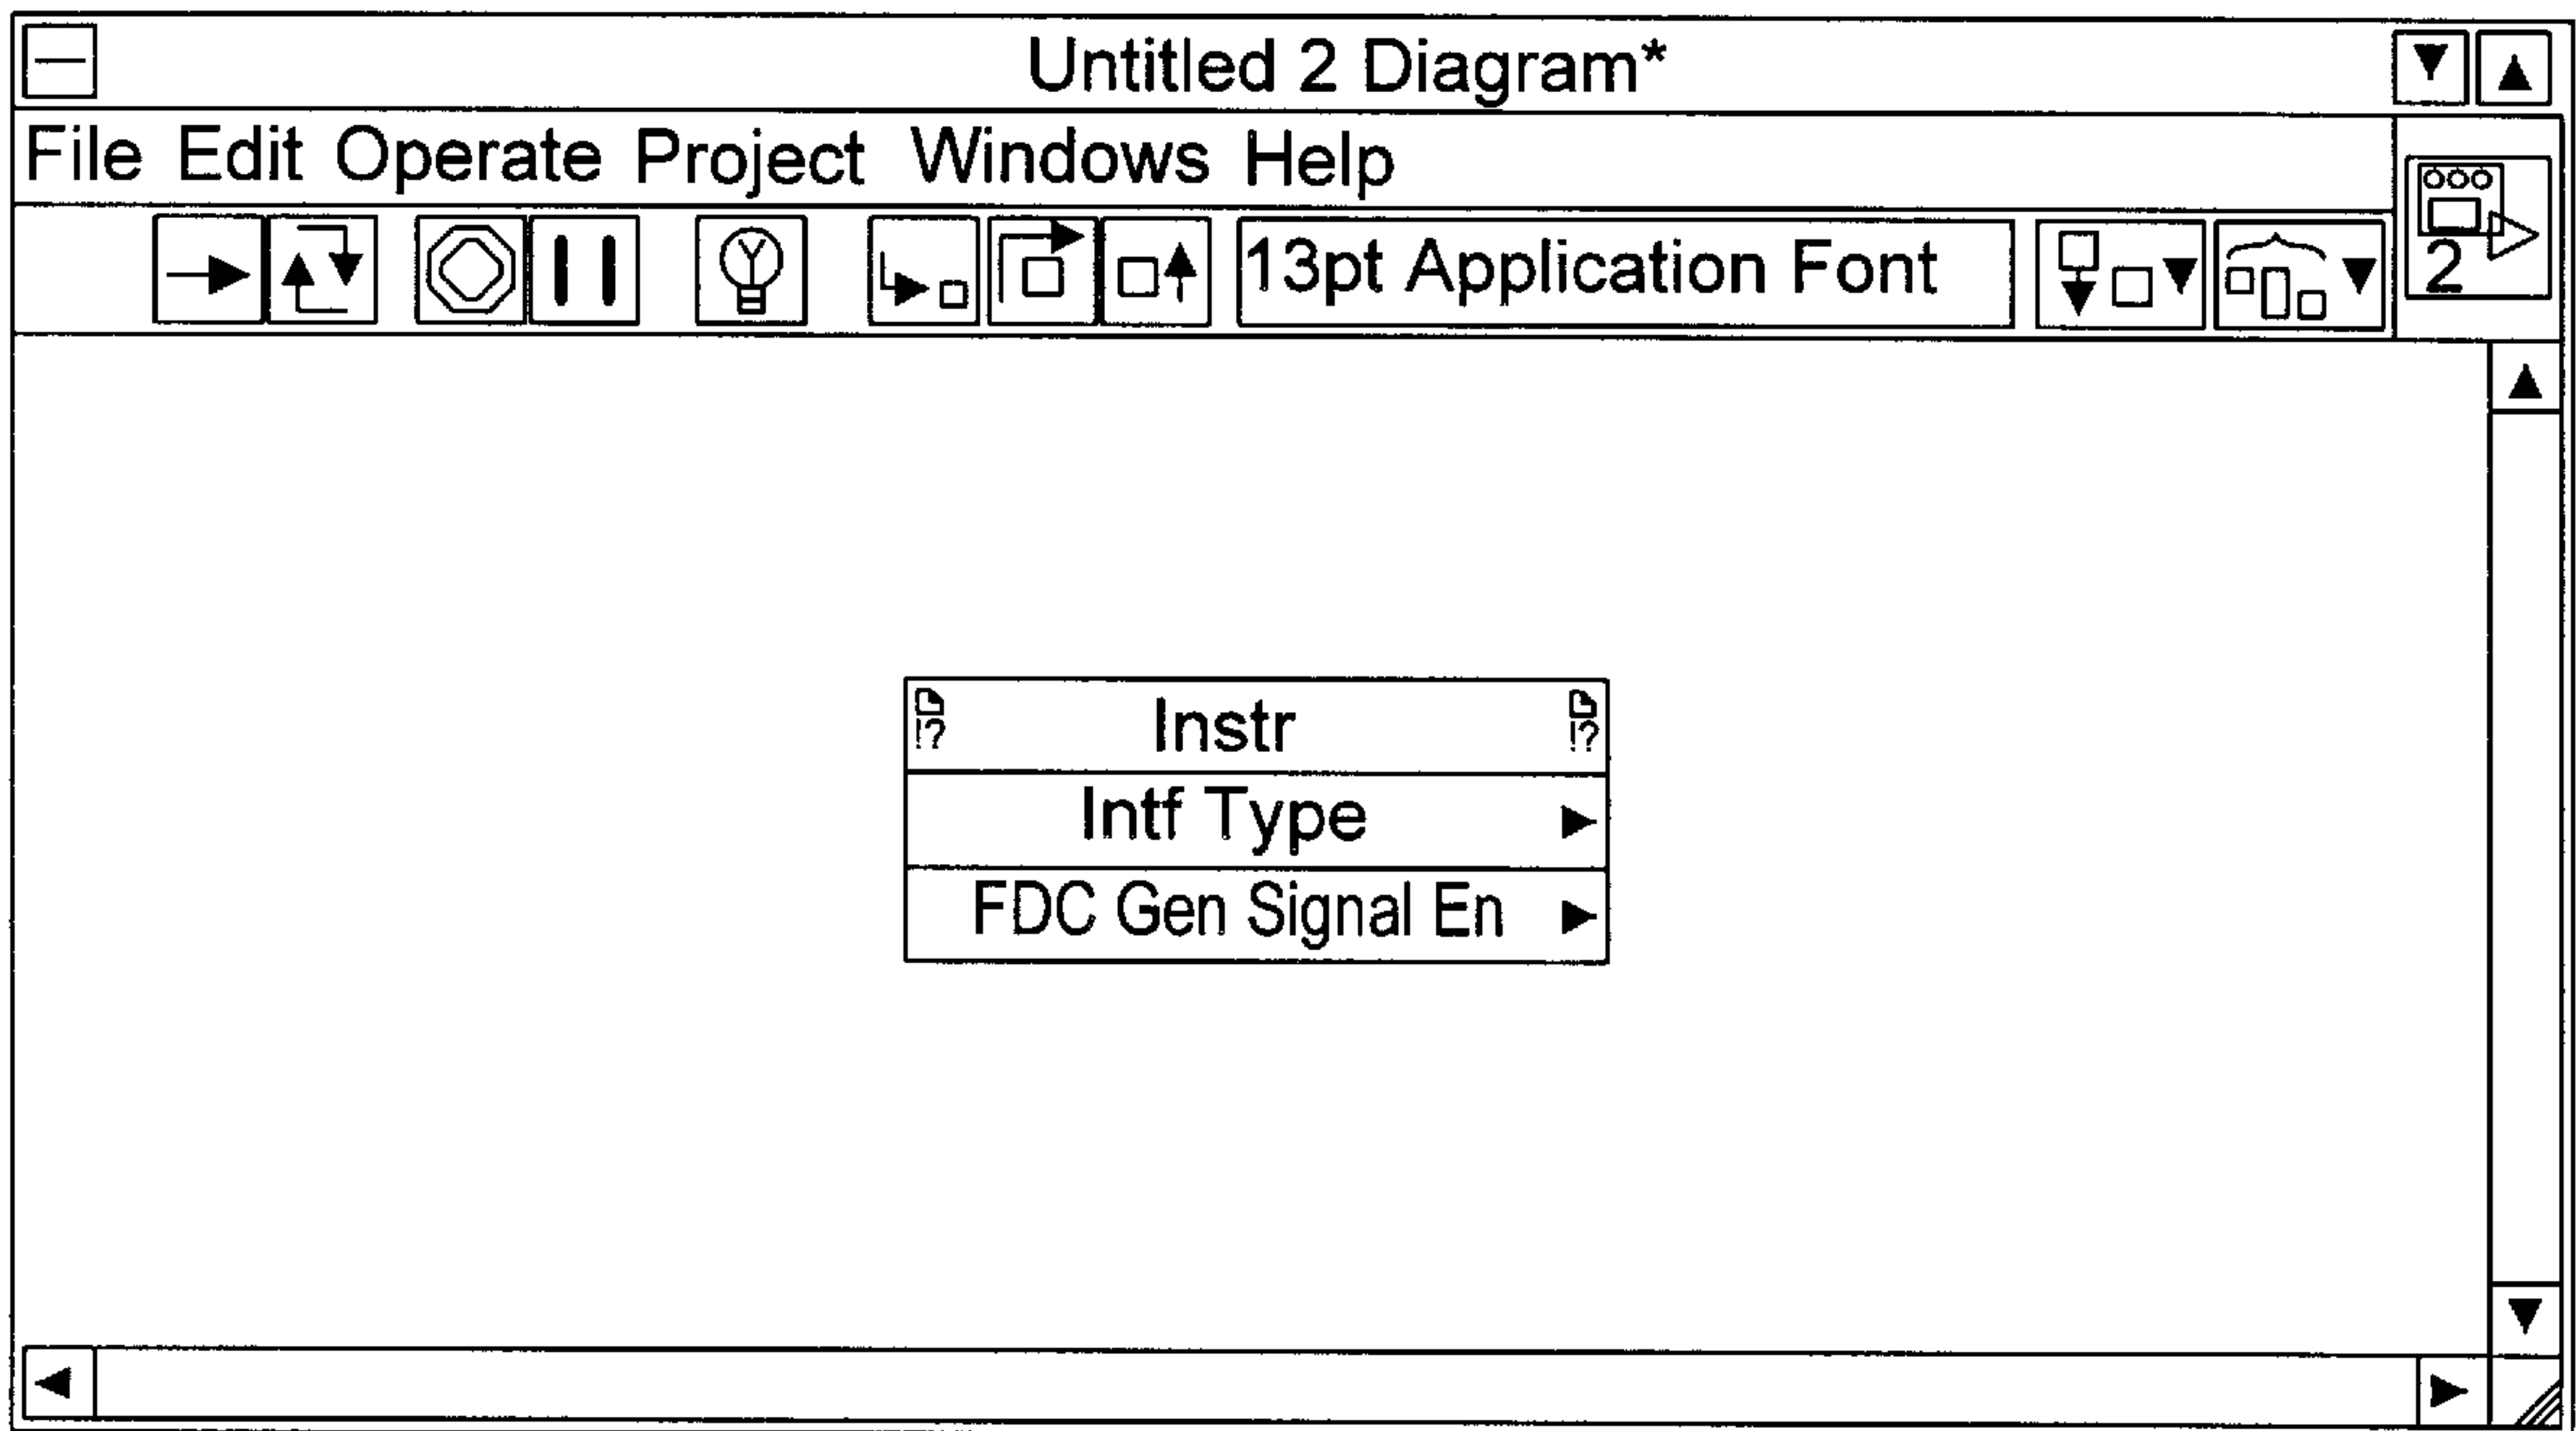 Untitled 2 Diagram*
File Edit Operate Project Windows Help
13pt Application Font
2
!? Instr !?
Intf Type
FDC Gen Signal En